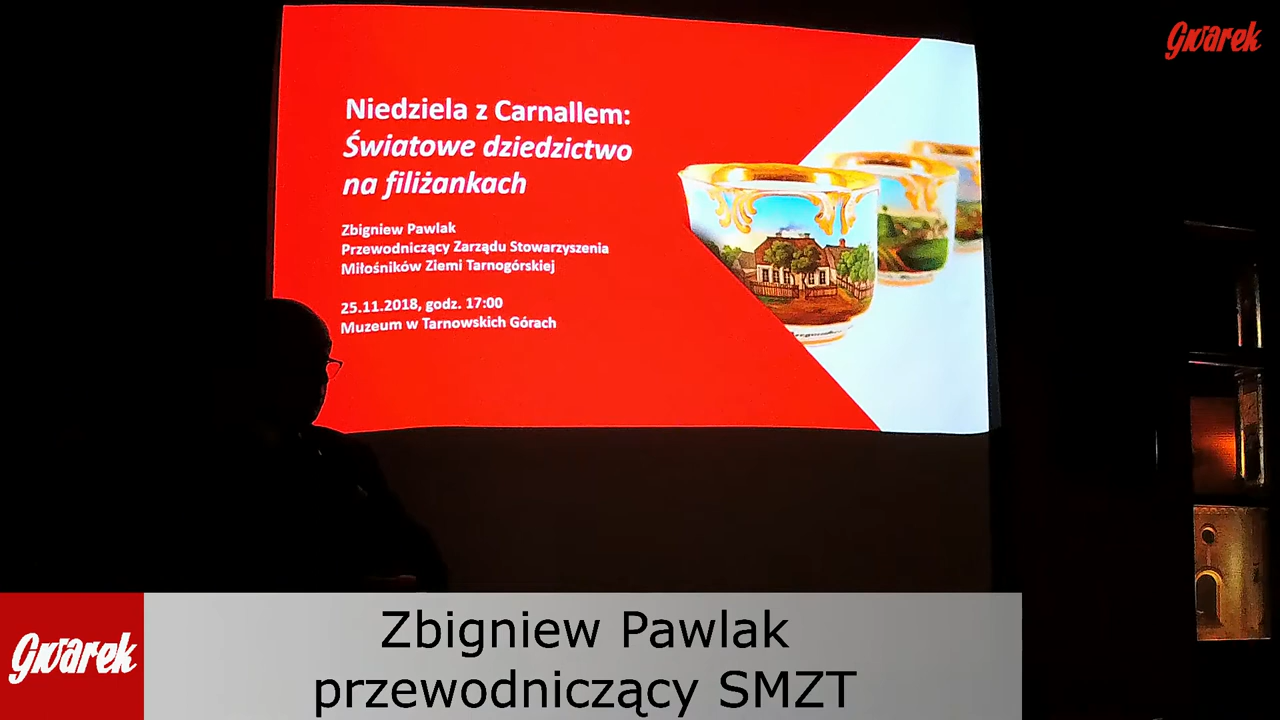 Gwarek
Niedziela z Carnallem:
Światowe dziedzictwo
na filiżankach
Zbigniew Pawlak
Przewodniczący Zarządu Stowarzyszenia
Miłośników Ziemi Tarnogórskiej
25.11.2018, godz. 17:00
Muzeum w Tarnowskich Górach
Gwarek
Zbigniew Pawlak
przewodniczący SMZT